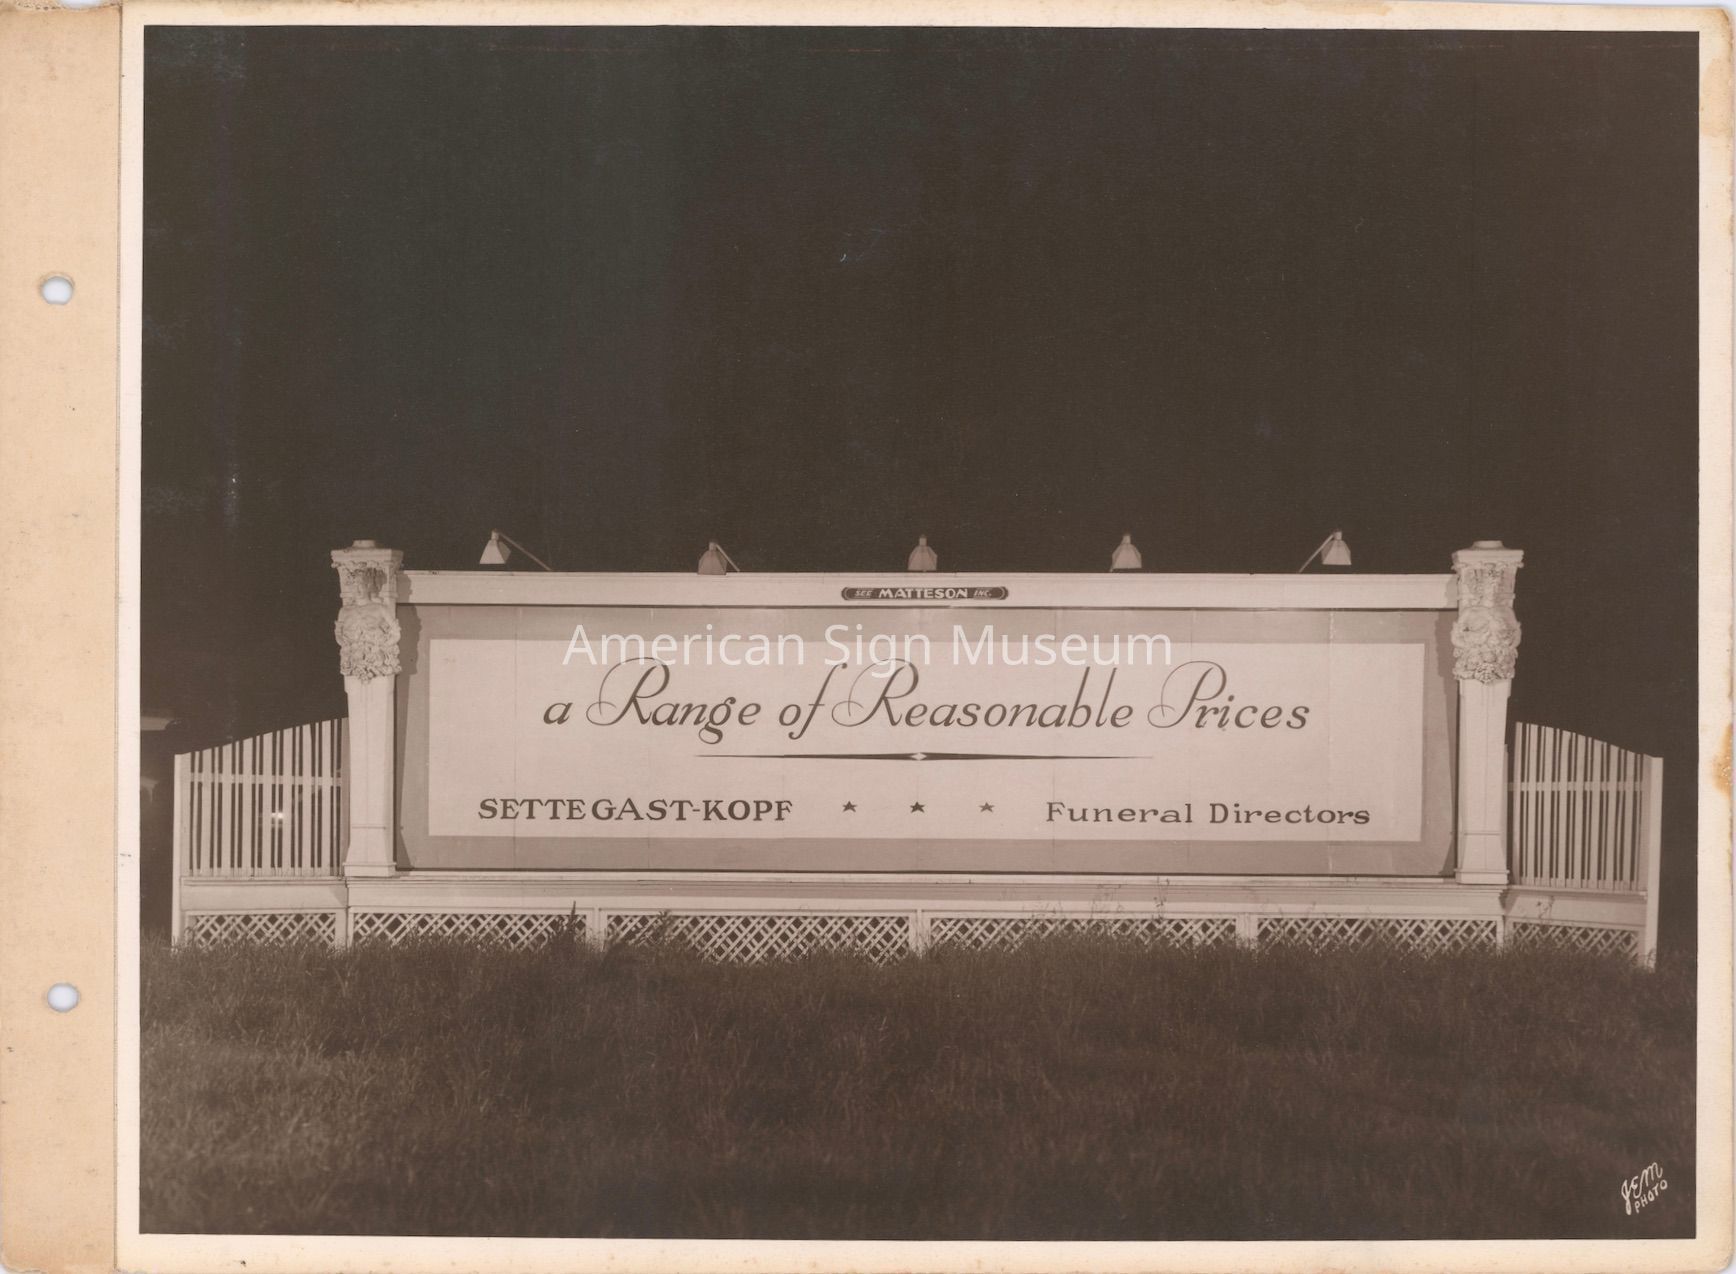 SEE MATTESON INC.
American Sign Museum
a Range of Reasonable Prices
SETTEGAST-KOPF ★ ★ ★ Funeral Directors
JEM
PHOTO